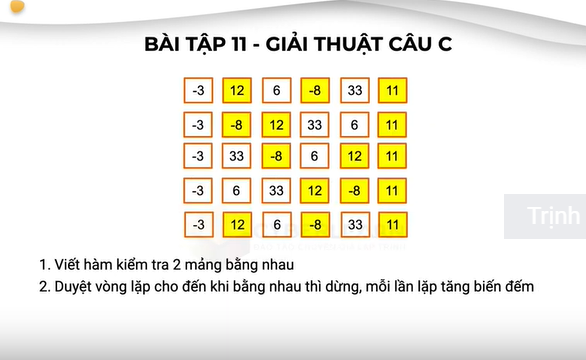 BÀI TẬP 11 - GIẢI THUẬT CÂU C
-3 12 6 -8 33 11
-3 -8 12 33 6 11
-3 33 -8 6 12 11
-3 6 33 12 -8 11
-3 12 6 -8 33 11
Trịnh
1. Viết hàm kiểm tra 2 mảng bằng nhau
2. Duyệt vòng lặp cho đến khi bằng nhau thì dừng, mỗi lần lặp tăng biến đếm